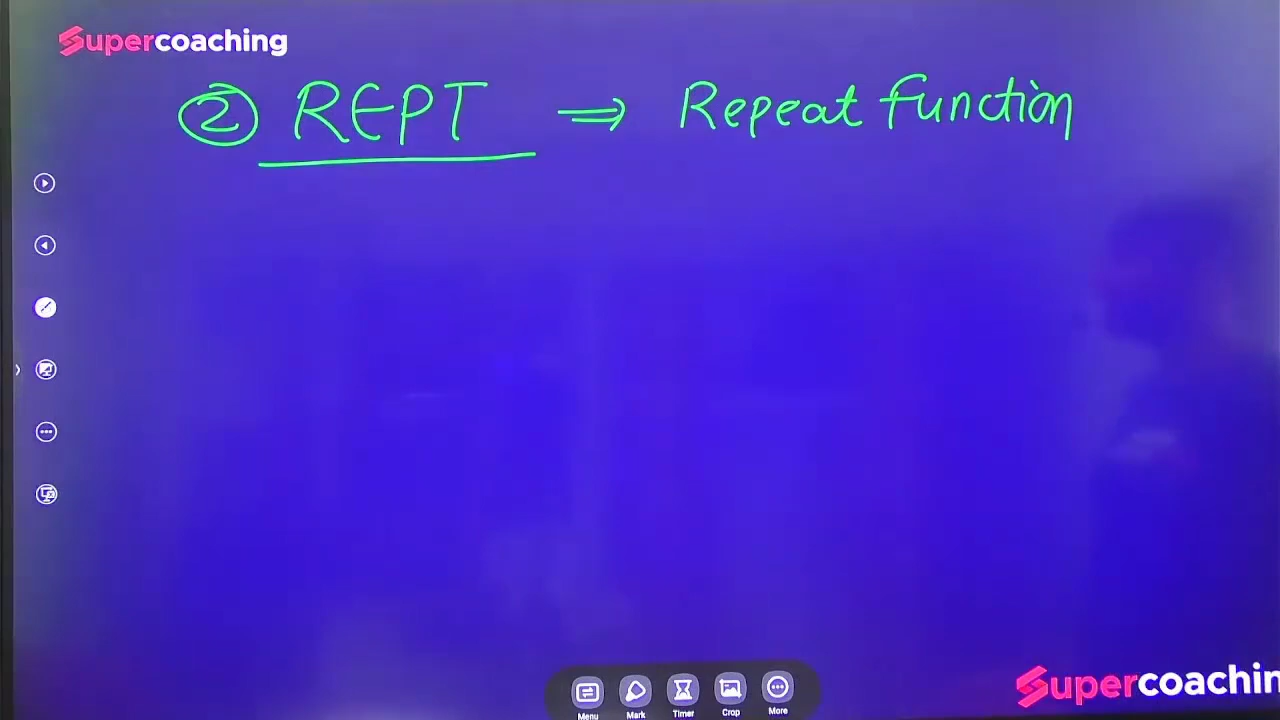 Supercoaching
② REPT ⇒ Repeat function
Menu Mark Timer Crop More
Supercoachin